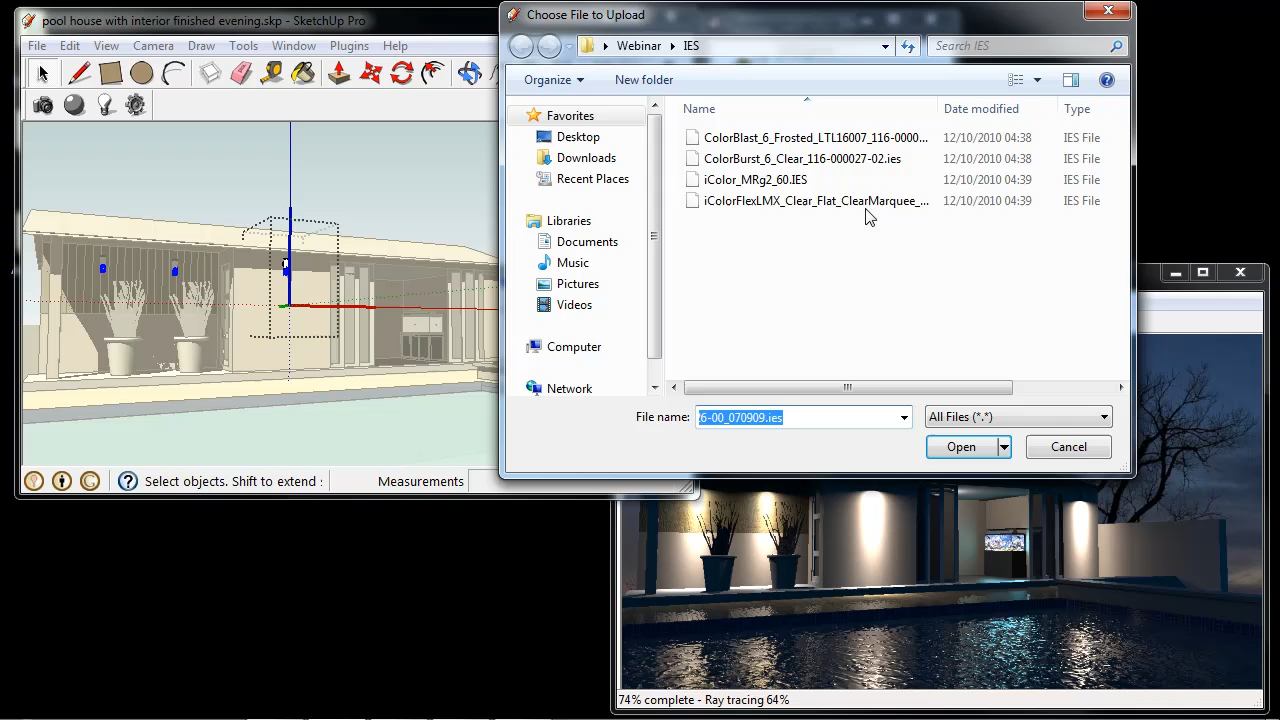 pool house with interior finished evening.skp - SketchUp Pro
File Edit View Camera Draw Tools Window Plugins Help
Choose File to Upload
Webinar IES
Search IES
Organize New folder
Name Date modified Type
Favorites
Desktop
Downloads
Recent Places
Libraries
Documents
Music
Pictures
Videos
Computer
Network
ColorBlast_6_Frosted_LTL16007_116-0000... 12/10/2010 04:38 IES File
ColorBurst_6_Clear_116-000027-02.ies 12/10/2010 04:38 IES File
iColor_MRg2_60.IES 12/10/2010 04:39 IES File
iColorFlexLMX_Clear_Flat_ClearMarquee_... 12/10/2010 04:39 IES File
File name: 26-00_070909.ies All Files (*.*)
Open Cancel
Select objects. Shift to extend Measurements
74% complete - Ray tracing 64%